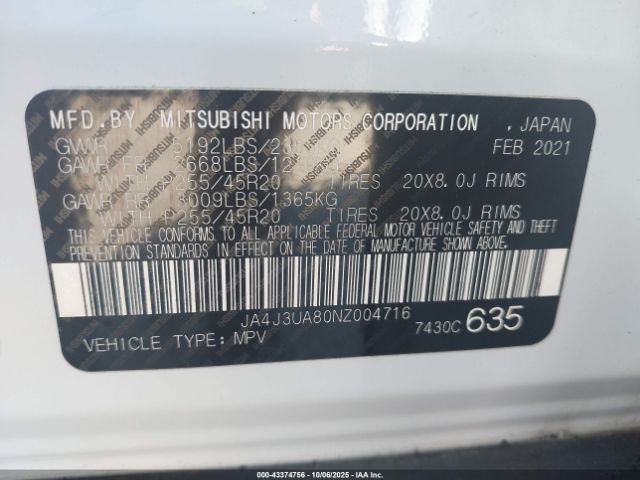 MFD.BY MITSUBISHI MOTORS CORPORATION , JAPAN
GVWR 5192LBS/ FEB 2021
GAWR 2668LBS/
WITH P255/45R20 TIRES 20X8.0J RIMS
GAWR RR 3009LBS/1365KG
WITH P255/45R20 TIRES 20X8.0J RIMS
THIS VEHICLE CONFORMS TO ALL APPLICABLE FEDERAL MOTOR VEHICLE SAFETY AND THEFT
PREVENTION STANDARDS IN EFFECT ON THE DATE OF MANUFACTURE SHOWN ABOVE.
JA4J3UA80NZ004716
7430C 635
VEHICLE TYPE: MPV
000-43374756 - 10/06/2025 - IAA Inc.